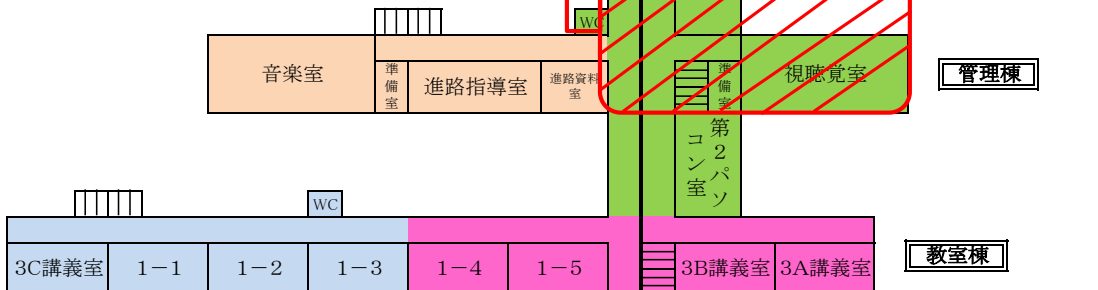 WC
音楽室
準備室
進路指導室
進路資料室
準備室
視聴覚室
管理棟
第2パソコン室
WC
3C講義室
1-1
1-2
1-3
1-4
1-5
3B講義室
3A講義室
教室棟